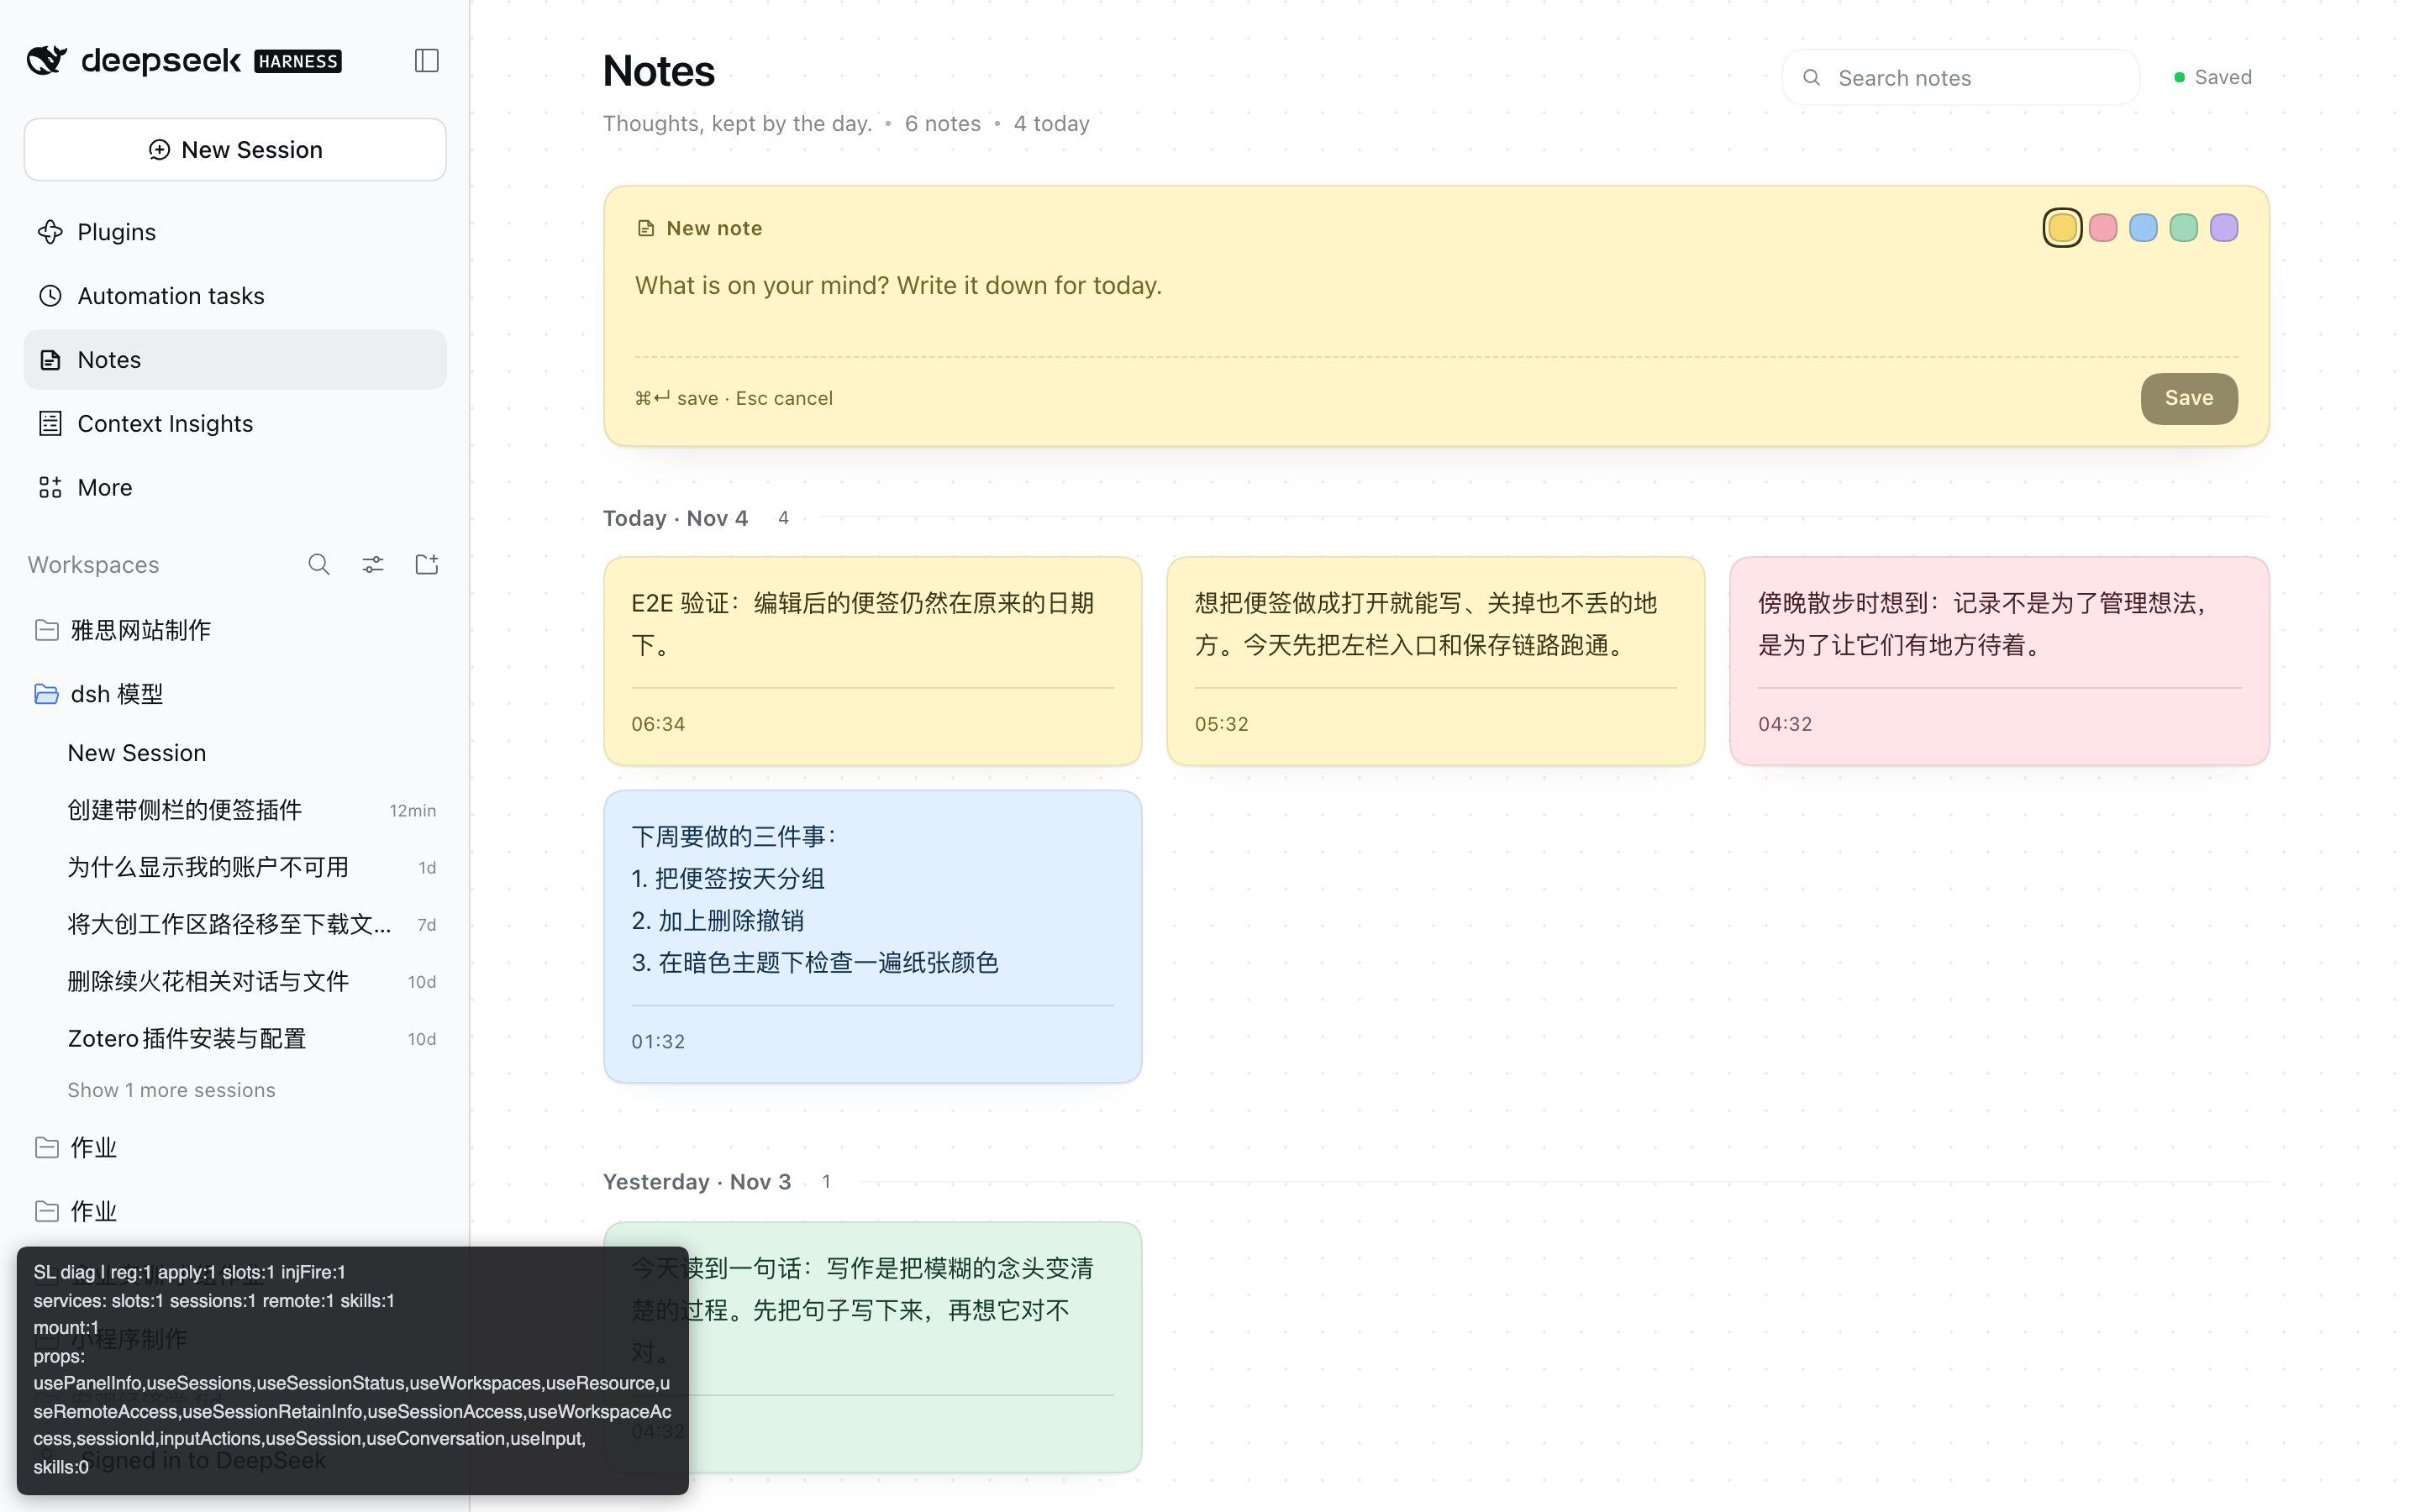 deepseek HARNESS
New Session
Plugins
Automation tasks
Notes
Context Insights
More
Workspaces
雅思网站制作
dsh 模型
New Session
创建带侧栏的便签插件 12min
为什么显示我的账户不可用 1d
将大创工作区路径移至下载文... 7d
删除续火花相关对话与文件 10d
Zotero 插件安装与配置 10d
Show 1 more sessions
作业
作业
小程序制作
Signed in to DeepSeek
SL diag | reg:1 apply:1 slots:1 injFire:1
services: slots:1 sessions:1 remote:1 skills:1
mount:1
props:
usePanelInfo,useSessions,useSessionStatus,useWorkspaces,useResource,u
seRemoteAccess,useSessionRetainInfo,useSessionAccess,useWorkspaceAc
cess,sessionId,inputActions,useSession,useConversation,useInput,
skills:0
Notes
Thoughts, kept by the day. • 6 notes • 4 today
Search notes
Saved
New note
What is on your mind? Write it down for today.
⌘↵ save · Esc cancel
Save
Today · Nov 4 4
E2E 验证：编辑后的便签仍然在原来的日期
下。
06:34
想把便签做成打开就能写、关掉也不丢的地
方。今天先把左栏入口和保存链路跑通。
05:32
傍晚散步时想到：记录不是为了管理想法，
是为了让它们有地方待着。
04:32
下周要做的三件事：
1. 把便签按天分组
2. 加上删除撤销
3. 在暗色主题下检查一遍纸张颜色
01:32
Yesterday · Nov 3 1
今天读到一句话：写作是把模糊的念头变清
楚的过程。先把句子写下来，再想它对不
对。
04:32